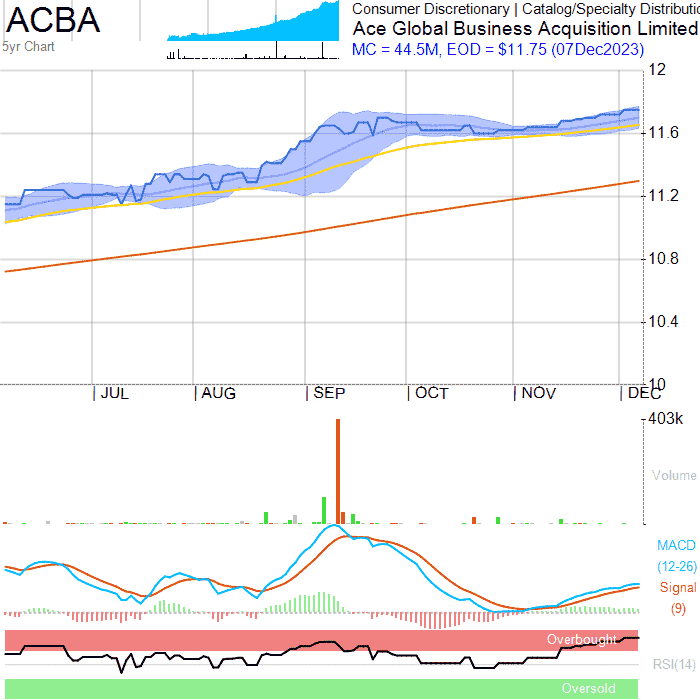 ACBA
5yr Chart
Consumer Discretionary | Catalog/Specialty Distributio
Ace Global Business Acquisition Limited
MC = 44.5M, EOD = $11.75 (07Dec2023)
12
11.6
11.2
10.8
10.4
10
JUL AUG SEP OCT NOV DEC
403k
Volume
MACD
(12-26)
Signal
(9)
Overbought
RSI(14)
Oversold